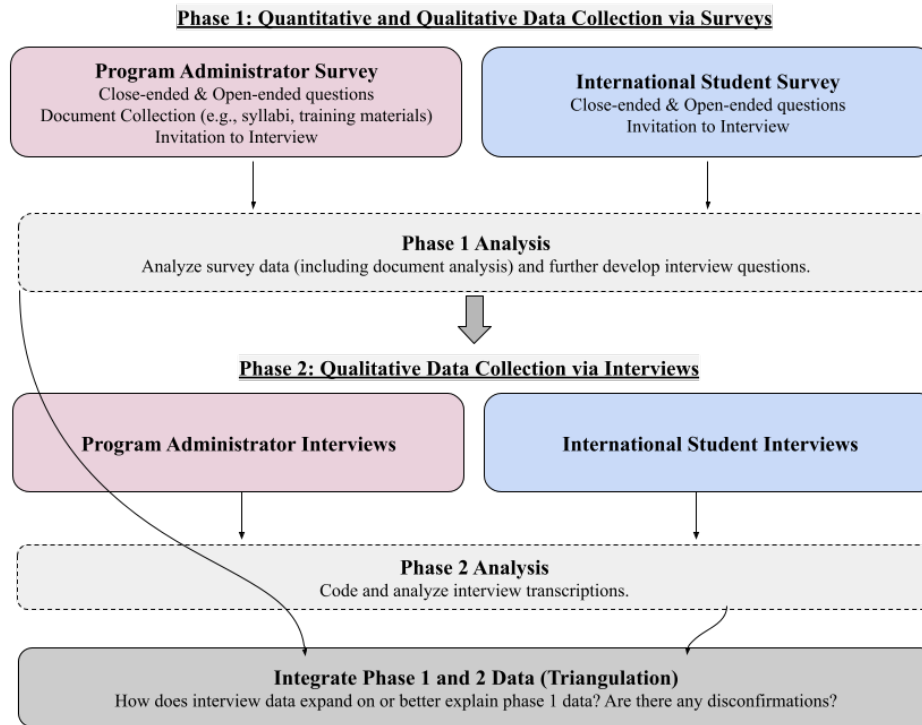 Phase 1: Quantitative and Qualitative Data Collection via Surveys
Program Administrator Survey
Close-ended & Open-ended questions
Document Collection (e.g., syllabi, training materials)
Invitation to Interview
International Student Survey
Close-ended & Open-ended questions
Invitation to Interview
Phase 1 Analysis
Analyze survey data (including document analysis) and further develop interview questions.
Phase 2: Qualitative Data Collection via Interviews
Program Administrator Interviews
International Student Interviews
Phase 2 Analysis
Code and analyze interview transcriptions.
Integrate Phase 1 and 2 Data (Triangulation)
How does interview data expand on or better explain phase 1 data? Are there any disconfirmations?